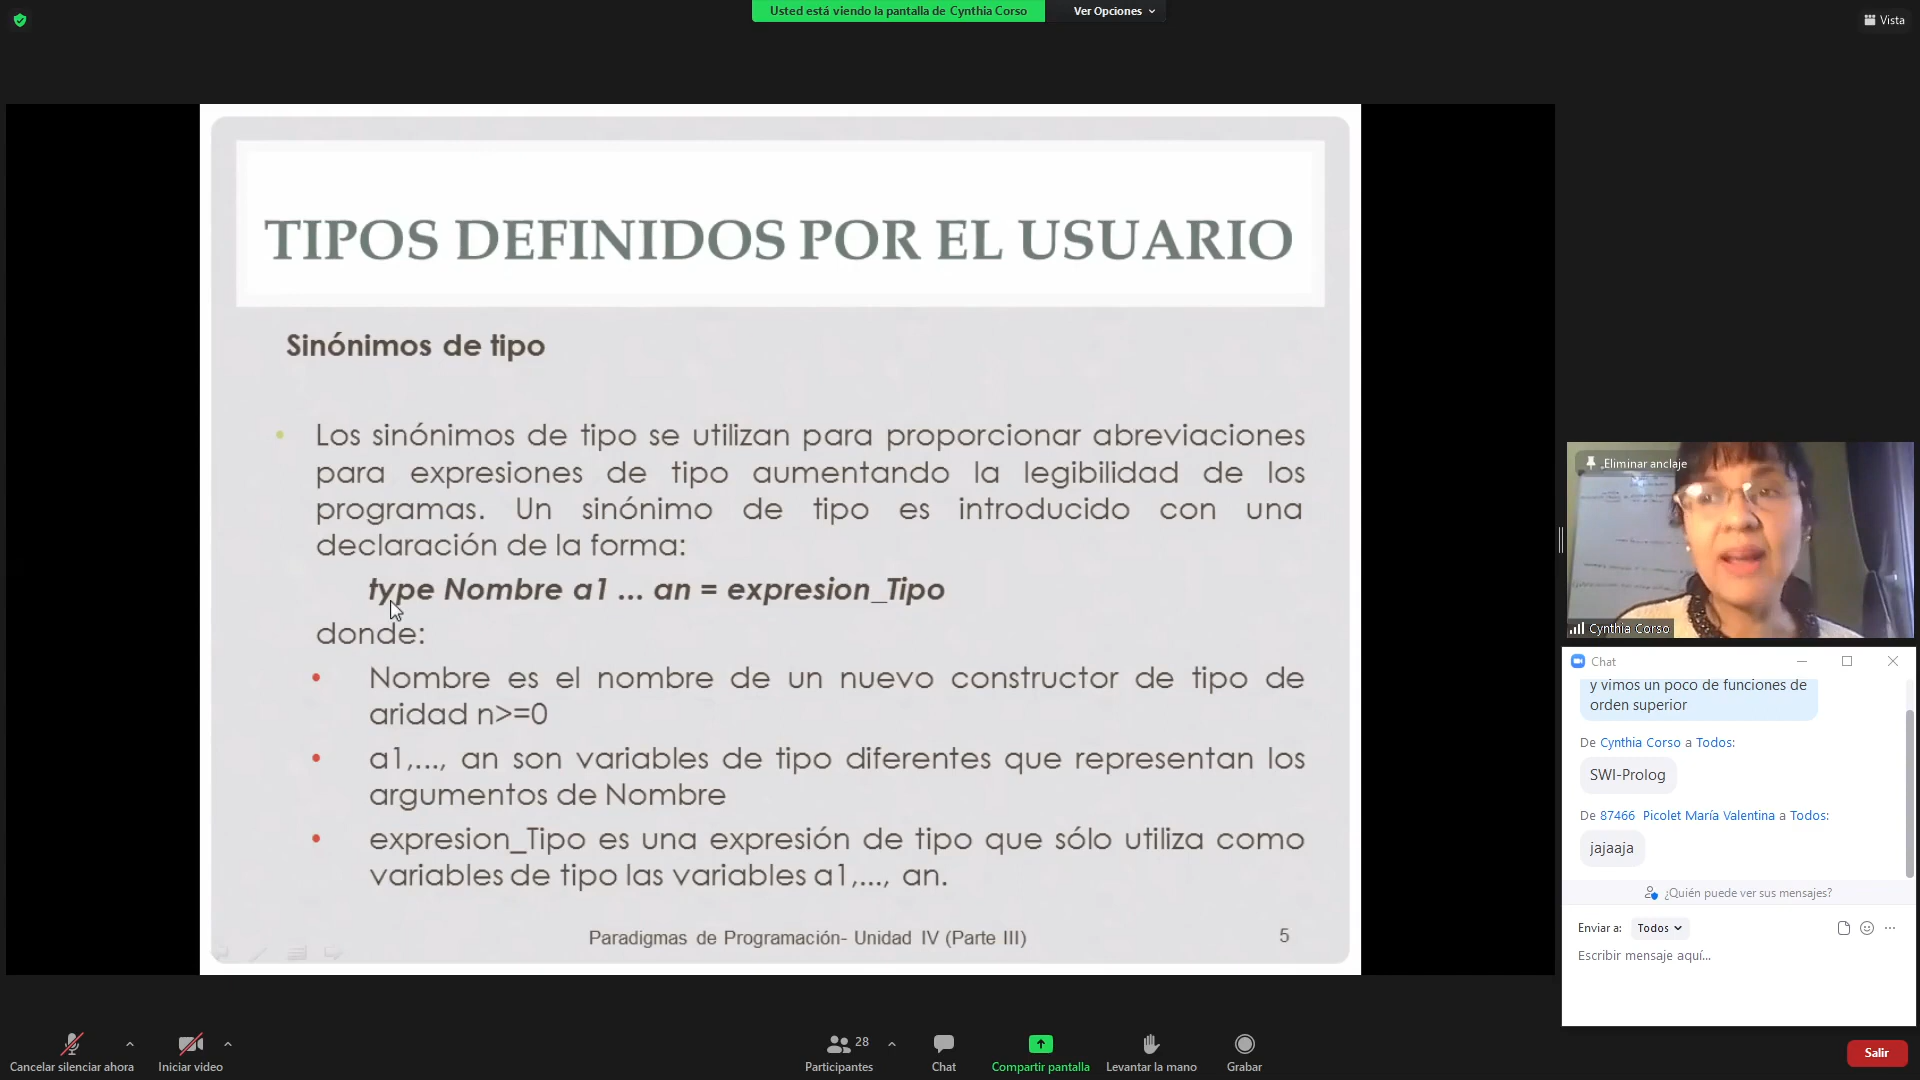 Usted está viendo la pantalla de Cynthia Corso
Ver Opciones
Vista
TIPOS DEFINIDOS POR EL USUARIO
Sinónimos de tipo
• Los sinónimos de tipo se utilizan para proporcionar abreviaciones
para expresiones de tipo aumentando la legibilidad de los
programas. Un sinónimo de tipo es introducido con una
declaración de la forma:
type Nombre a1 ... an = expresion_Tipo
donde:
• Nombre es el nombre de un nuevo constructor de tipo de
aridad n>=0
• a1,..., an son variables de tipo diferentes que representan los
argumentos de Nombre
• expresion_Tipo es una expresión de tipo que sólo utiliza como
variables de tipo las variables a1,..., an.
Paradigmas de Programación- Unidad IV (Parte III)
5
Eliminar anclaje
Cynthia Corso
Chat
y vimos un poco de funciones de
orden superior
De Cynthia Corso a Todos:
SWI-Prolog
De 87466 Picolet María Valentina a Todos:
jajaaja
¿Quién puede ver sus mensajes?
Enviar a: Todos
Escribir mensaje aquí...
Cancelar silenciar ahora
Iniciar video
28
Participantes
Chat
Compartir pantalla
Levantar la mano
Grabar
Salir